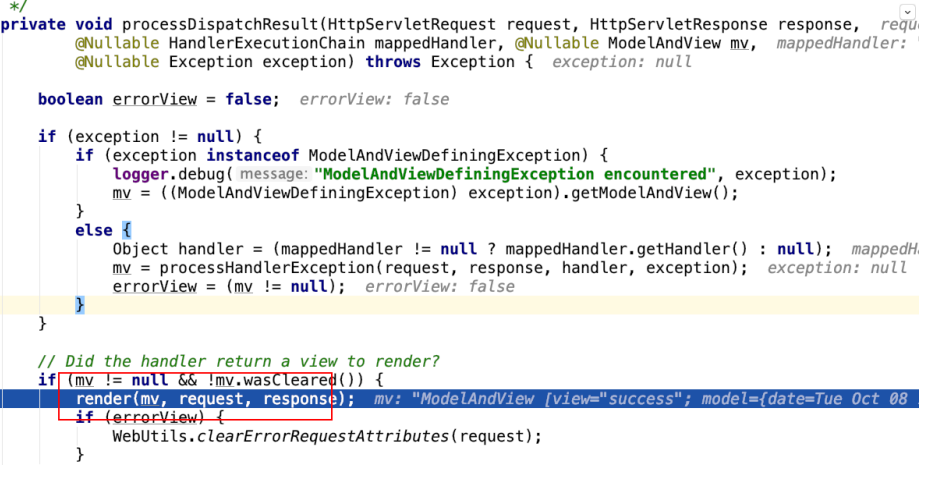 */
private void processDispatchResult(HttpServletRequest request, HttpServletResponse response,
@Nullable HandlerExecutionChain mappedHandler, @Nullable ModelAndView mv,  mappedHandler:
@Nullable Exception exception) throws Exception {  exception: null
boolean errorView = false;  errorView: false
if (exception != null) {
if (exception instanceof ModelAndViewDefiningException) {
logger.debug( message: "ModelAndViewDefiningException encountered", exception);
mv = ((ModelAndViewDefiningException) exception).getModelAndView();
}
else {
Object handler = (mappedHandler != null ? mappedHandler.getHandler() : null);
mv = processHandlerException(request, response, handler, exception);  exception: null
errorView = (mv != null);  errorView: false
}
}
// Did the handler return a view to render?
if (mv != null && !mv.wasCleared()) {
render(mv, request, response);  mv: "ModelAndView [view="success"; model={date=Tue Oct 08
if (errorView) {
WebUtils.clearErrorRequestAttributes(request);
}